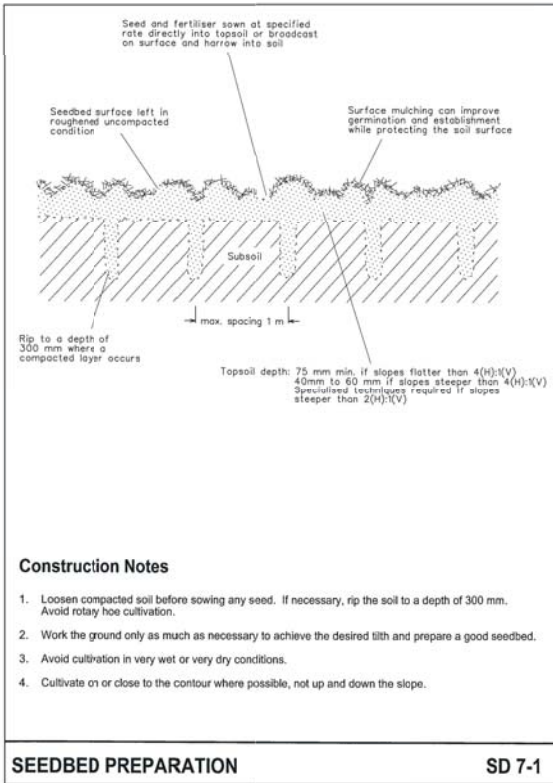 Seed and fertiliser sown at specified
rate directly into topsoil or broadcast
on surface and harrow into soil
Seedbed surface left in
roughened uncompacted
condition
Surface mulching can improve
germination and establishment
while protecting the soil surface
Subsoil
max. spacing 1 m
Rip to a depth of
300 mm where a
compacted layer occurs
Topsoil depth: 75 mm min. if slopes flatter than 4(H):1(V)
40mm to 60 mm if slopes steeper than 4(H):1(V)
Specialised techniques required if slopes
steeper than 2(H):1(V)
Construction Notes
1. Loosen compacted soil before sowing any seed. If necessary, rip the soil to a depth of 300 mm.
Avoid rotary hoe cultivation.
2. Work the ground only as much as necessary to achieve the desired tilth and prepare a good seedbed.
3. Avoid cultivation in very wet or very dry conditions.
4. Cultivate on or close to the contour where possible, not up and down the slope.
SEEDBED PREPARATION SD 7-1